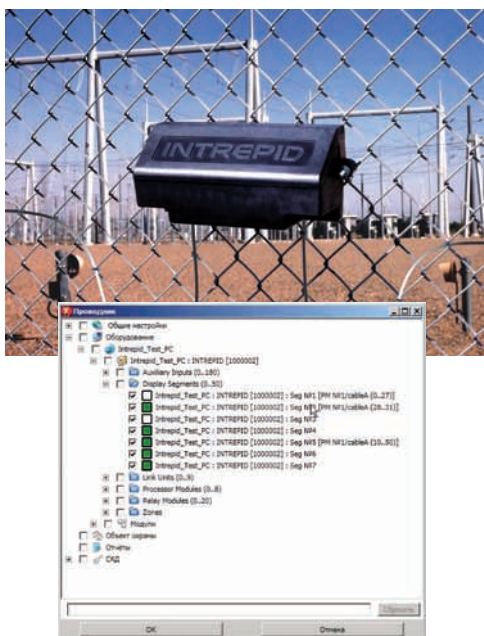 INTREPID
Проводник
Общие настройки
Оборудование
Intrepid_Test_PC
Intrepid_Test_PC : INTREPID [1000002]
Auxiliary Inputs (0..180)
Display Segments (0..50)
Intrepid_Test_PC : INTREPID [1000002] : Seg №1 [PM №1/cableA (0..27)]
Intrepid_Test_PC : INTREPID [1000002] : Seg [PM №1/cableA (28..31)]
Intrepid_Test_PC : INTREPID [1000002] : Seg №3
Intrepid_Test_PC : INTREPID [1000002] : Seg №4
Intrepid_Test_PC : INTREPID [1000002] : Seg №5 [PM №1/cableA (10..50)]
Intrepid_Test_PC : INTREPID [1000002] : Seg №6
Intrepid_Test_PC : INTREPID [1000002] : Seg №7
Link Units (0..9)
Processor Modules (0..8)
Relay Modules (0..20)
Zones
Модули
Объект охраны
Отчёты
СКД
Сбросить
ОК
Отмена